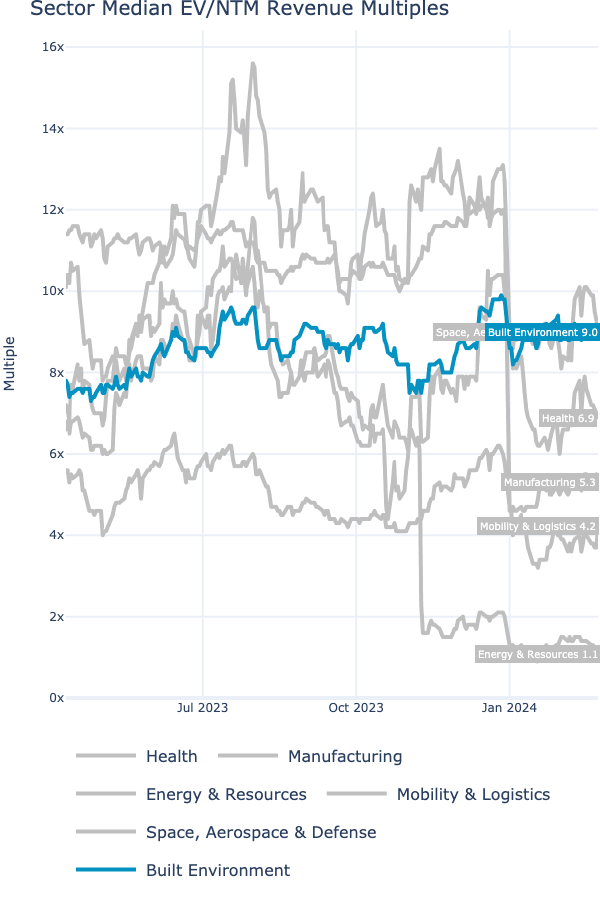 Sector Median EV/NTM Revenue Multiples
16x
14x
12x
10x
8x
6x
4x
2x
0x
Multiple
Space, Ae
Built Environment 9.0
Health 6.9
Manufacturing 5.3
Mobility & Logistics 4.2
Energy & Resources 1.1
Jul 2023
Oct 2023
Jan 2024
Health
Manufacturing
Energy & Resources
Mobility & Logistics
Space, Aerospace & Defense
Built Environment